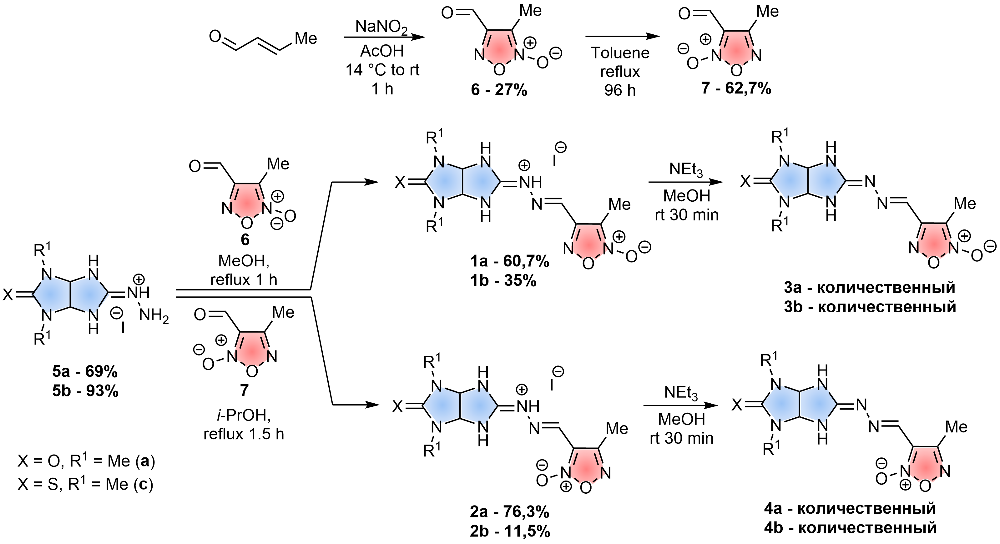 O
Me
NaNO2
AcOH
14 °C to rt
1 h
O
Me
N
O
N
⊕
O
⊖
6 - 27%
Toluene
reflux
96 h
O
Me
⊖
O
⊕
N
O
N
7 - 62,7%
R1
N
X
N
R1
H
N
N
H
⊕
NH
NH2
⊖
I
5a - 69%
5b - 93%
X = O, R1 = Me (a)
X = S, R1 = Me (c)
O
Me
N
O
N
⊕
O
⊖
6
MeOH,
reflux 1 h
O
Me
⊖
O
⊕
N
O
N
7
i-PrOH,
reflux 1.5 h
R1
N
X
N
R1
H
N
N
H
⊕
NH
I
⊖
N
Me
N
O
N
⊕
O
⊖
1a - 60,7%
1b - 35%
NEt3
MeOH
rt 30 min
R1
N
X
N
R1
H
N
N
H
N
N
Me
N
O
N
⊕
O
⊖
3a - количественный
3b - количественный
R1
N
X
N
R1
H
N
N
H
⊕
NH
I
⊖
N
Me
⊖
O
N
⊕
O
N
2a - 76,3%
2b - 11,5%
NEt3
MeOH
rt 30 min
R1
N
X
N
R1
H
N
N
H
N
N
Me
⊖
O
N
⊕
O
N
4a - количественный
4b - количественный